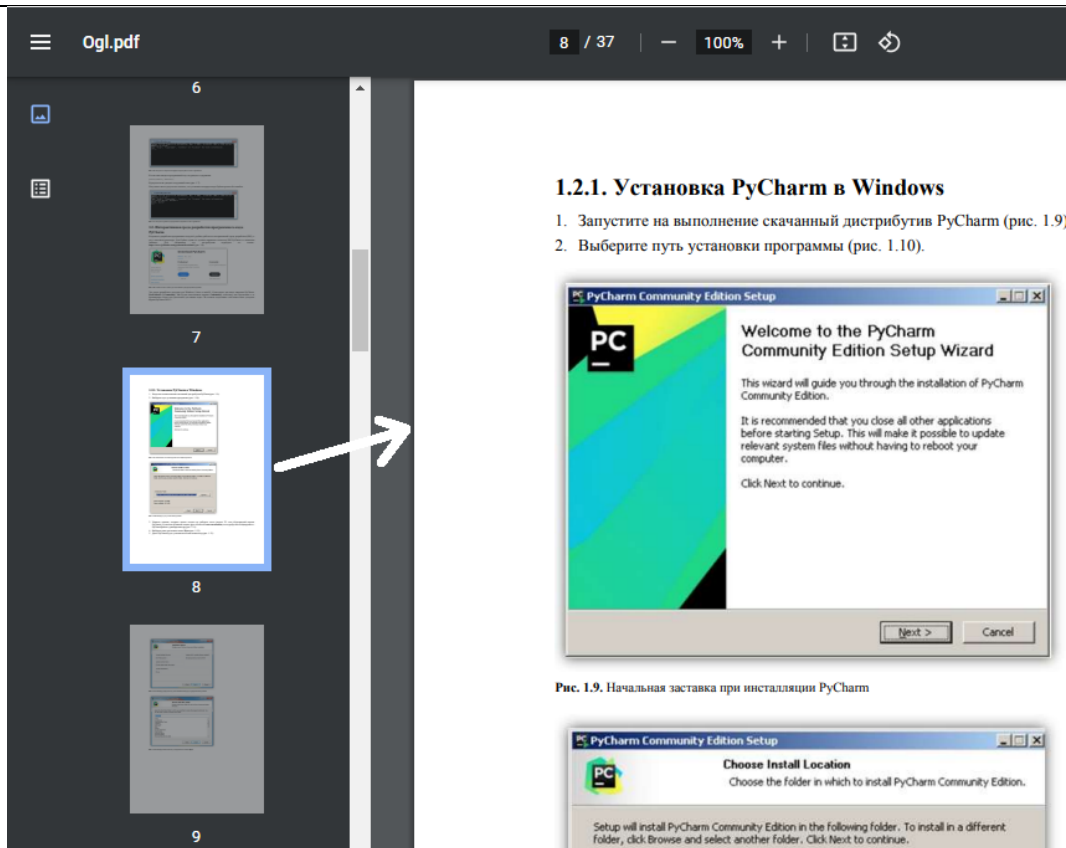 Ogl.pdf
8 / 37
100%
6
7
8
9
1.2.1. Установка PyCharm в Windows
1. Запустите на выполнение скачанный дистрибутив PyCharm (рис. 1.9)
2. Выберите путь установки программы (рис. 1.10).
PyCharm Community Edition Setup
PC
Welcome to the PyCharm
Community Edition Setup Wizard
This wizard will guide you through the installation of PyCharm
Community Edition.
It is recommended that you close all other applications
before starting Setup. This will make it possible to update
relevant system files without having to reboot your
computer.
Click Next to continue.
Next >
Cancel
Рис. 1.9. Начальная заставка при инсталляции PyCharm
PyCharm Community Edition Setup
PC
Choose Install Location
Choose the folder in which to install PyCharm Community Edition.
Setup will install PyCharm Community Edition in the following folder. To install in a different
folder, click Browse and select another folder. Click Next to continue.